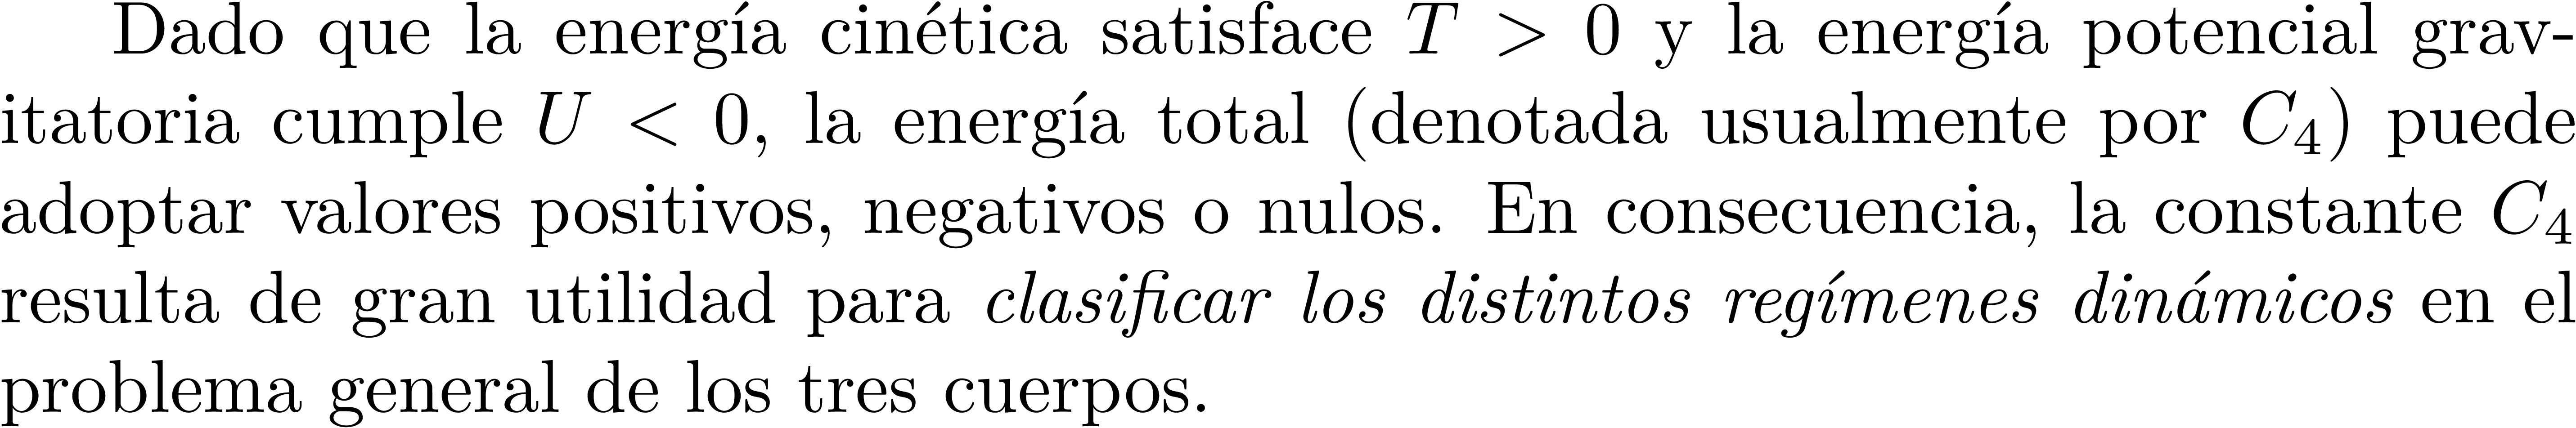 Dado que la energía cinética satisface T > 0 y la energía potencial grav-
itatoria cumple U < 0, la energía total (denotada usualmente por C₄) puede
adoptar valores positivos, negativos o nulos. En consecuencia, la constante C₄
resulta de gran utilidad para clasificar los distintos regímenes dinámicos en el
problema general de los tres cuerpos.